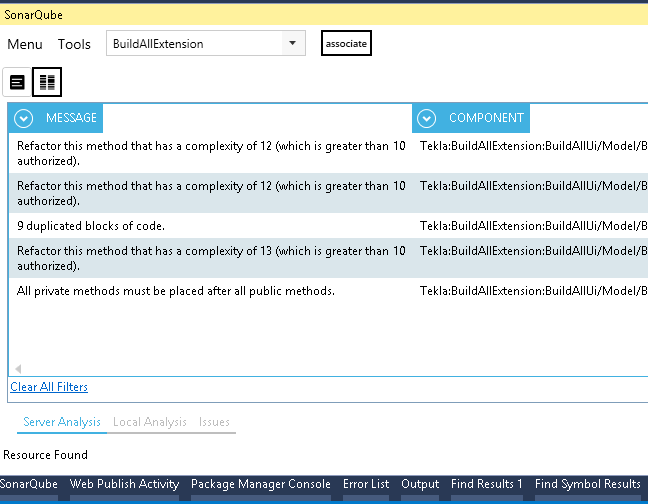 SonarQube
Menu Tools BuildAllExtension associate
MESSAGE COMPONENT
Refactor this method that has a complexity of 12 (which is greater than 10 Tekla:BuildAllExtension:BuildAllUi/Model/B
authorized).
Refactor this method that has a complexity of 12 (which is greater than 10 Tekla:BuildAllExtension:BuildAllUi/Model/B
authorized).
9 duplicated blocks of code. Tekla:BuildAllExtension:BuildAllUi/Model/B
Refactor this method that has a complexity of 13 (which is greater than 10 Tekla:BuildAllExtension:BuildAllUi/Model/B
authorized).
All private methods must be placed after all public methods. Tekla:BuildAllExtension:BuildAllUi/Model/B
Clear All Filters
Server Analysis Local Analysis Issues
Resource Found
SonarQube Web Publish Activity Package Manager Console Error List Output Find Results 1 Find Symbol Results